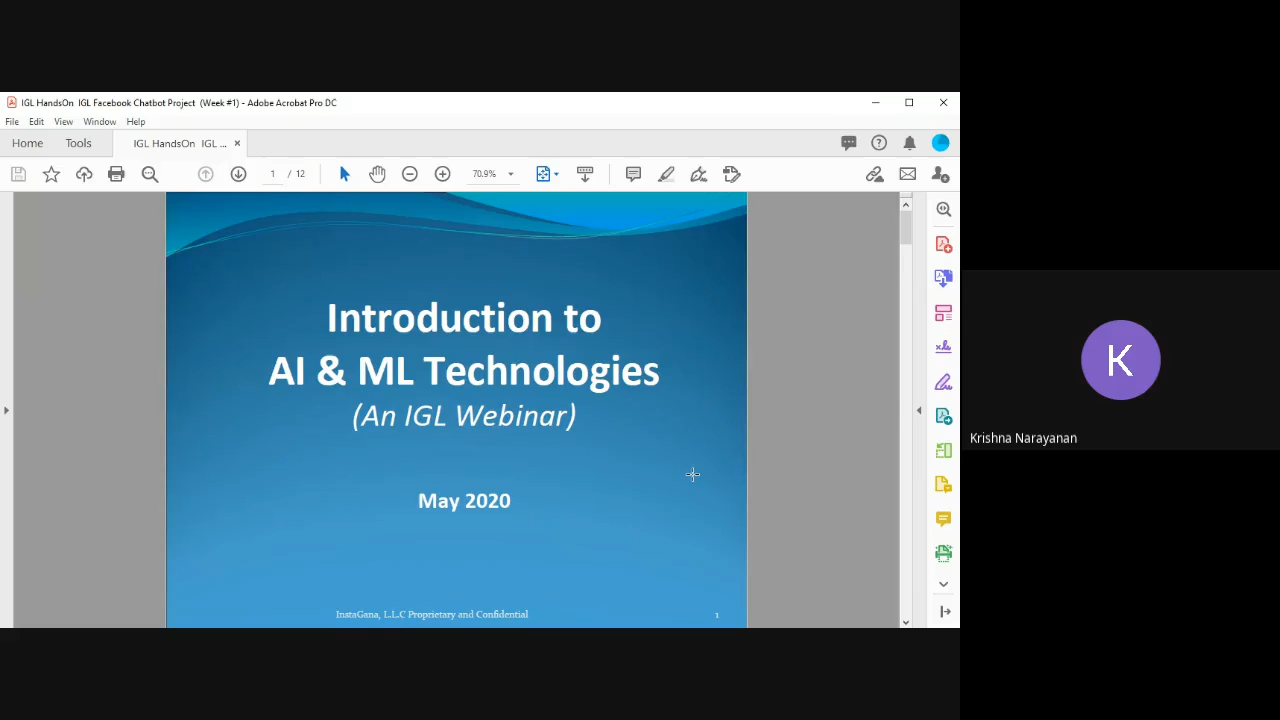 IGL HandsOn IGL Facebook Chatbot Project (Week #1) - Adobe Acrobat Pro DC
File Edit View Window Help
Home Tools IGL HandsOn IGL ... ×
1 / 12 70.9%
Introduction to
AI & ML Technologies
(An IGL Webinar)
May 2020
InstaGana, L.L.C Proprietary and Confidential 1
K
Krishna Narayanan